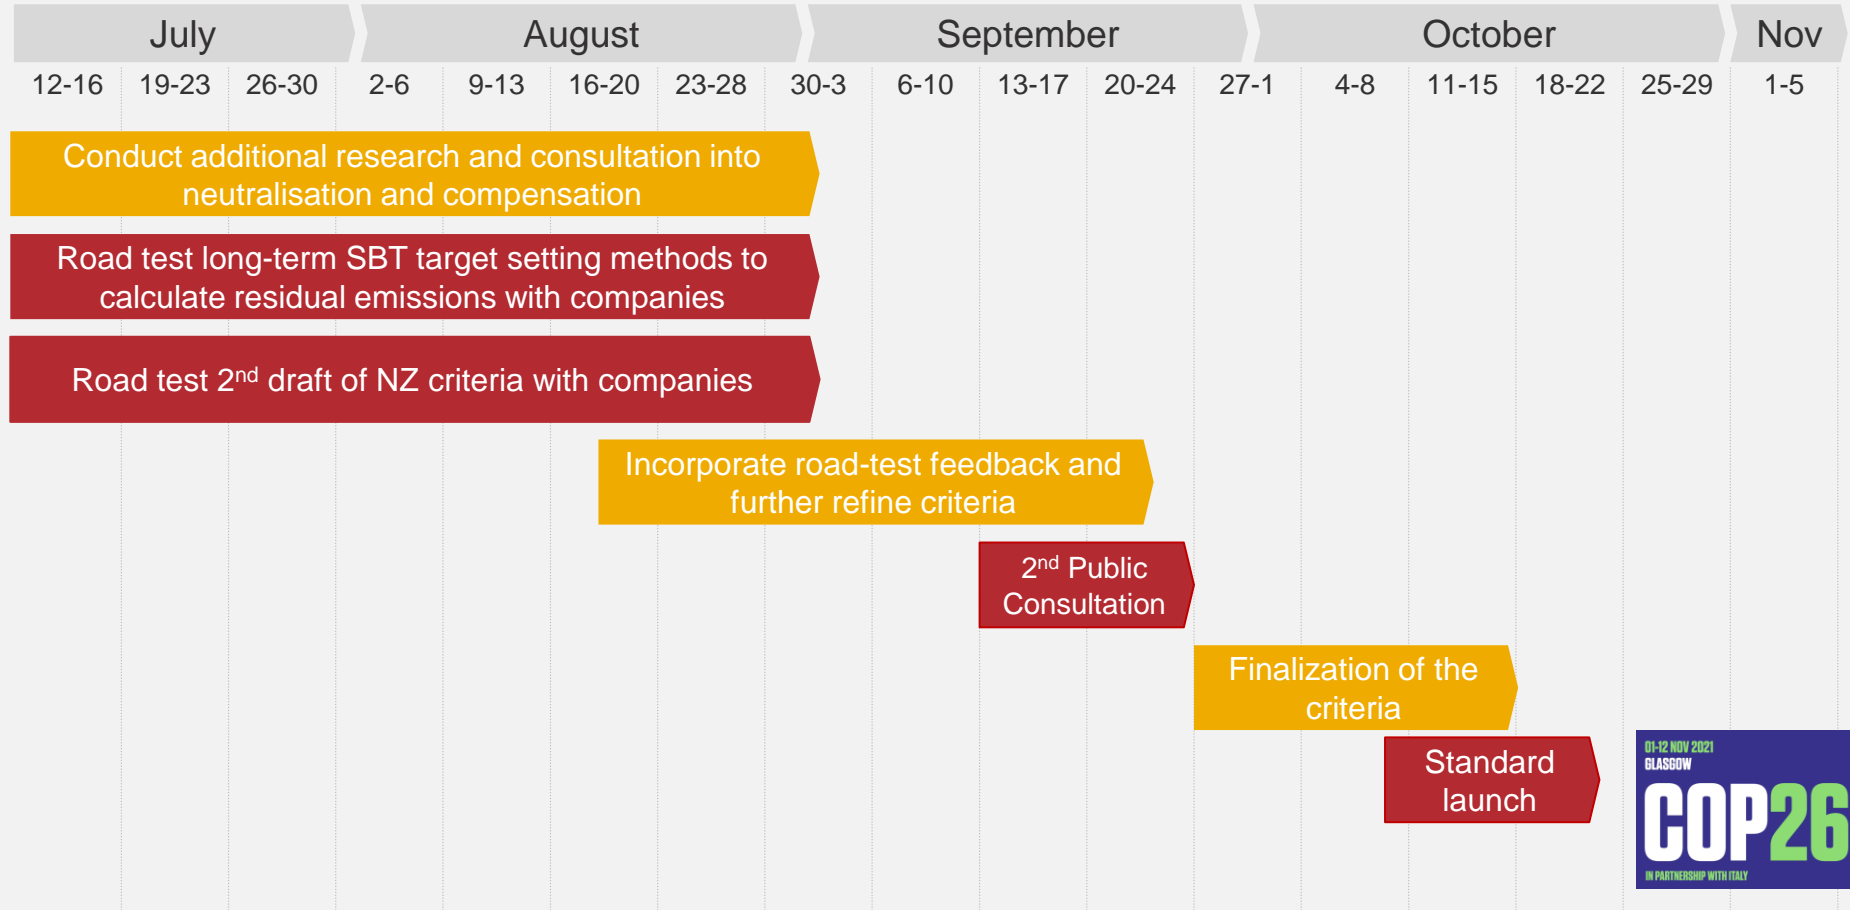 July August September October Nov
12-16 19-23 26-30 2-6 9-13 16-20 23-28 30-3 6-10 13-17 20-24 27-1 4-8 11-15 18-22 25-29 1-5
Conduct additional research and consultation into
neutralisation and compensation
Road test long-term SBT target setting methods to
calculate residual emissions with companies
Road test 2nd draft of NZ criteria with companies
Incorporate road-test feedback and
further refine criteria
2nd Public
Consultation
Finalization of the
criteria
Standard
launch
01-12 NOV 2021
GLASGOW
COP26
IN PARTNERSHIP WITH ITALY